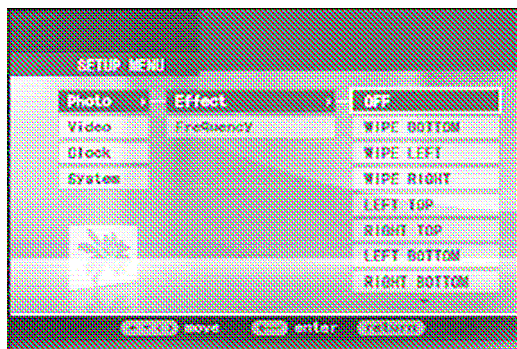 SETUP MENU
Photo
Video
Clock
System
Effect
Frequency
OFF
WIPE BOTTOM
WIPE LEFT
WIPE RIGHT
LEFT TOP
RIGHT TOP
LEFT BOTTOM
RIGHT BOTTOM
move enter return